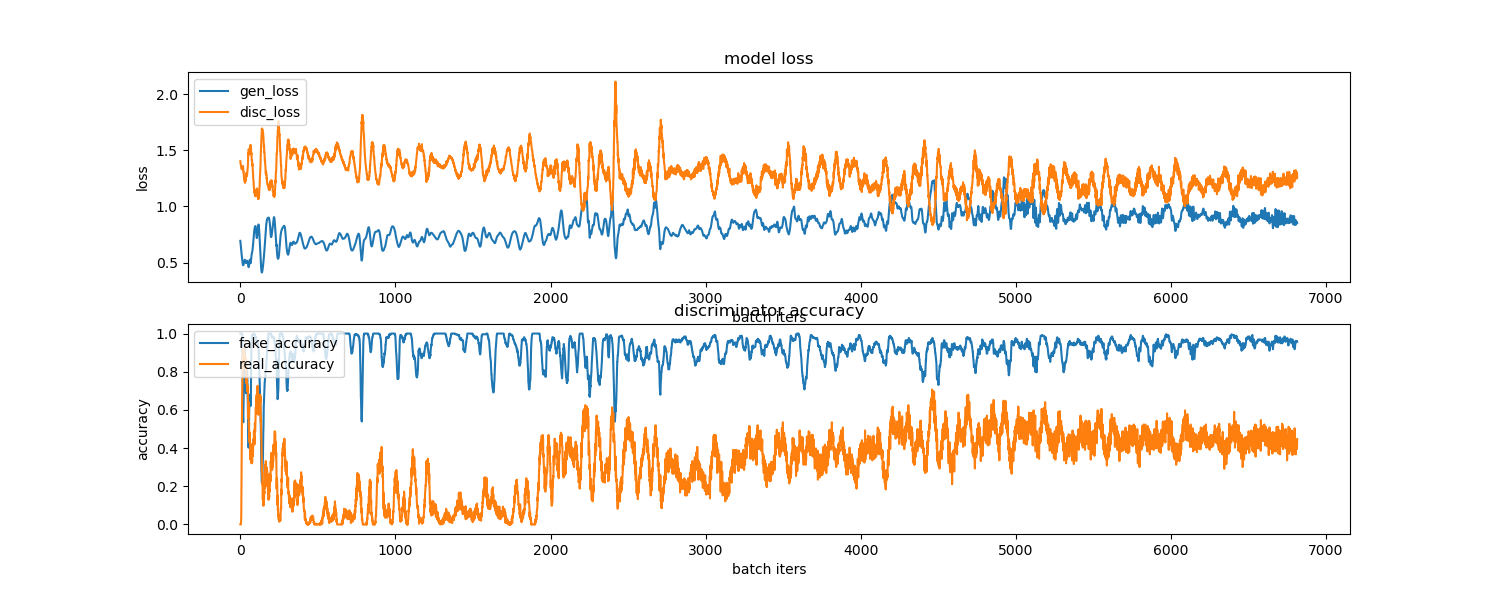 model loss
gen_loss
disc_loss
2.0
1.5
1.0
0.5
loss
0 1000 2000 3000 4000 5000 6000 7000
batch iters
discriminator accuracy
fake_accuracy
real_accuracy
1.0
0.8
0.6
0.4
0.2
0.0
accuracy
0 1000 2000 3000 4000 5000 6000 7000
batch iters